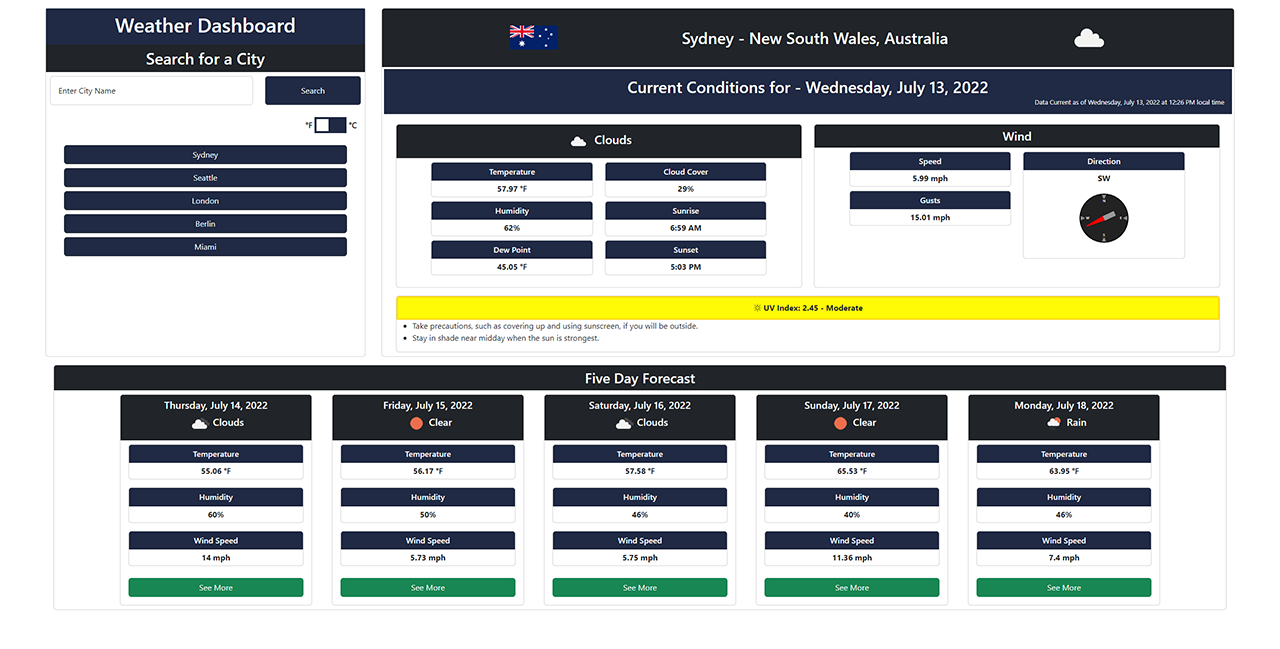 Weather Dashboard
Search for a City
Enter City Name
Search
°F °C
Sydney
Seattle
London
Berlin
Miami
Sydney - New South Wales, Australia
Current Conditions for - Wednesday, July 13, 2022
Data Current as of Wednesday, July 13, 2022 at 12:26 PM local time
Clouds
Temperature Cloud Cover
57.97 °F 29%
Humidity Sunrise
62% 6:59 AM
Dew Point Sunset
45.05 °F 5:03 PM
Wind
Speed Direction
5.99 mph SW
Gusts
15.01 mph
UV Index: 2.45 - Moderate
• Take precautions, such as covering up and using sunscreen, if you will be outside.
• Stay in shade near midday when the sun is strongest.
Five Day Forecast
Thursday, July 14, 2022
Clouds
Temperature
55.06 °F
Humidity
60%
Wind Speed
14 mph
See More
Friday, July 15, 2022
Clear
Temperature
56.17 °F
Humidity
50%
Wind Speed
5.73 mph
See More
Saturday, July 16, 2022
Clouds
Temperature
57.58 °F
Humidity
46%
Wind Speed
5.75 mph
See More
Sunday, July 17, 2022
Clear
Temperature
65.53 °F
Humidity
40%
Wind Speed
11.36 mph
See More
Monday, July 18, 2022
Rain
Temperature
63.95 °F
Humidity
46%
Wind Speed
7.4 mph
See More